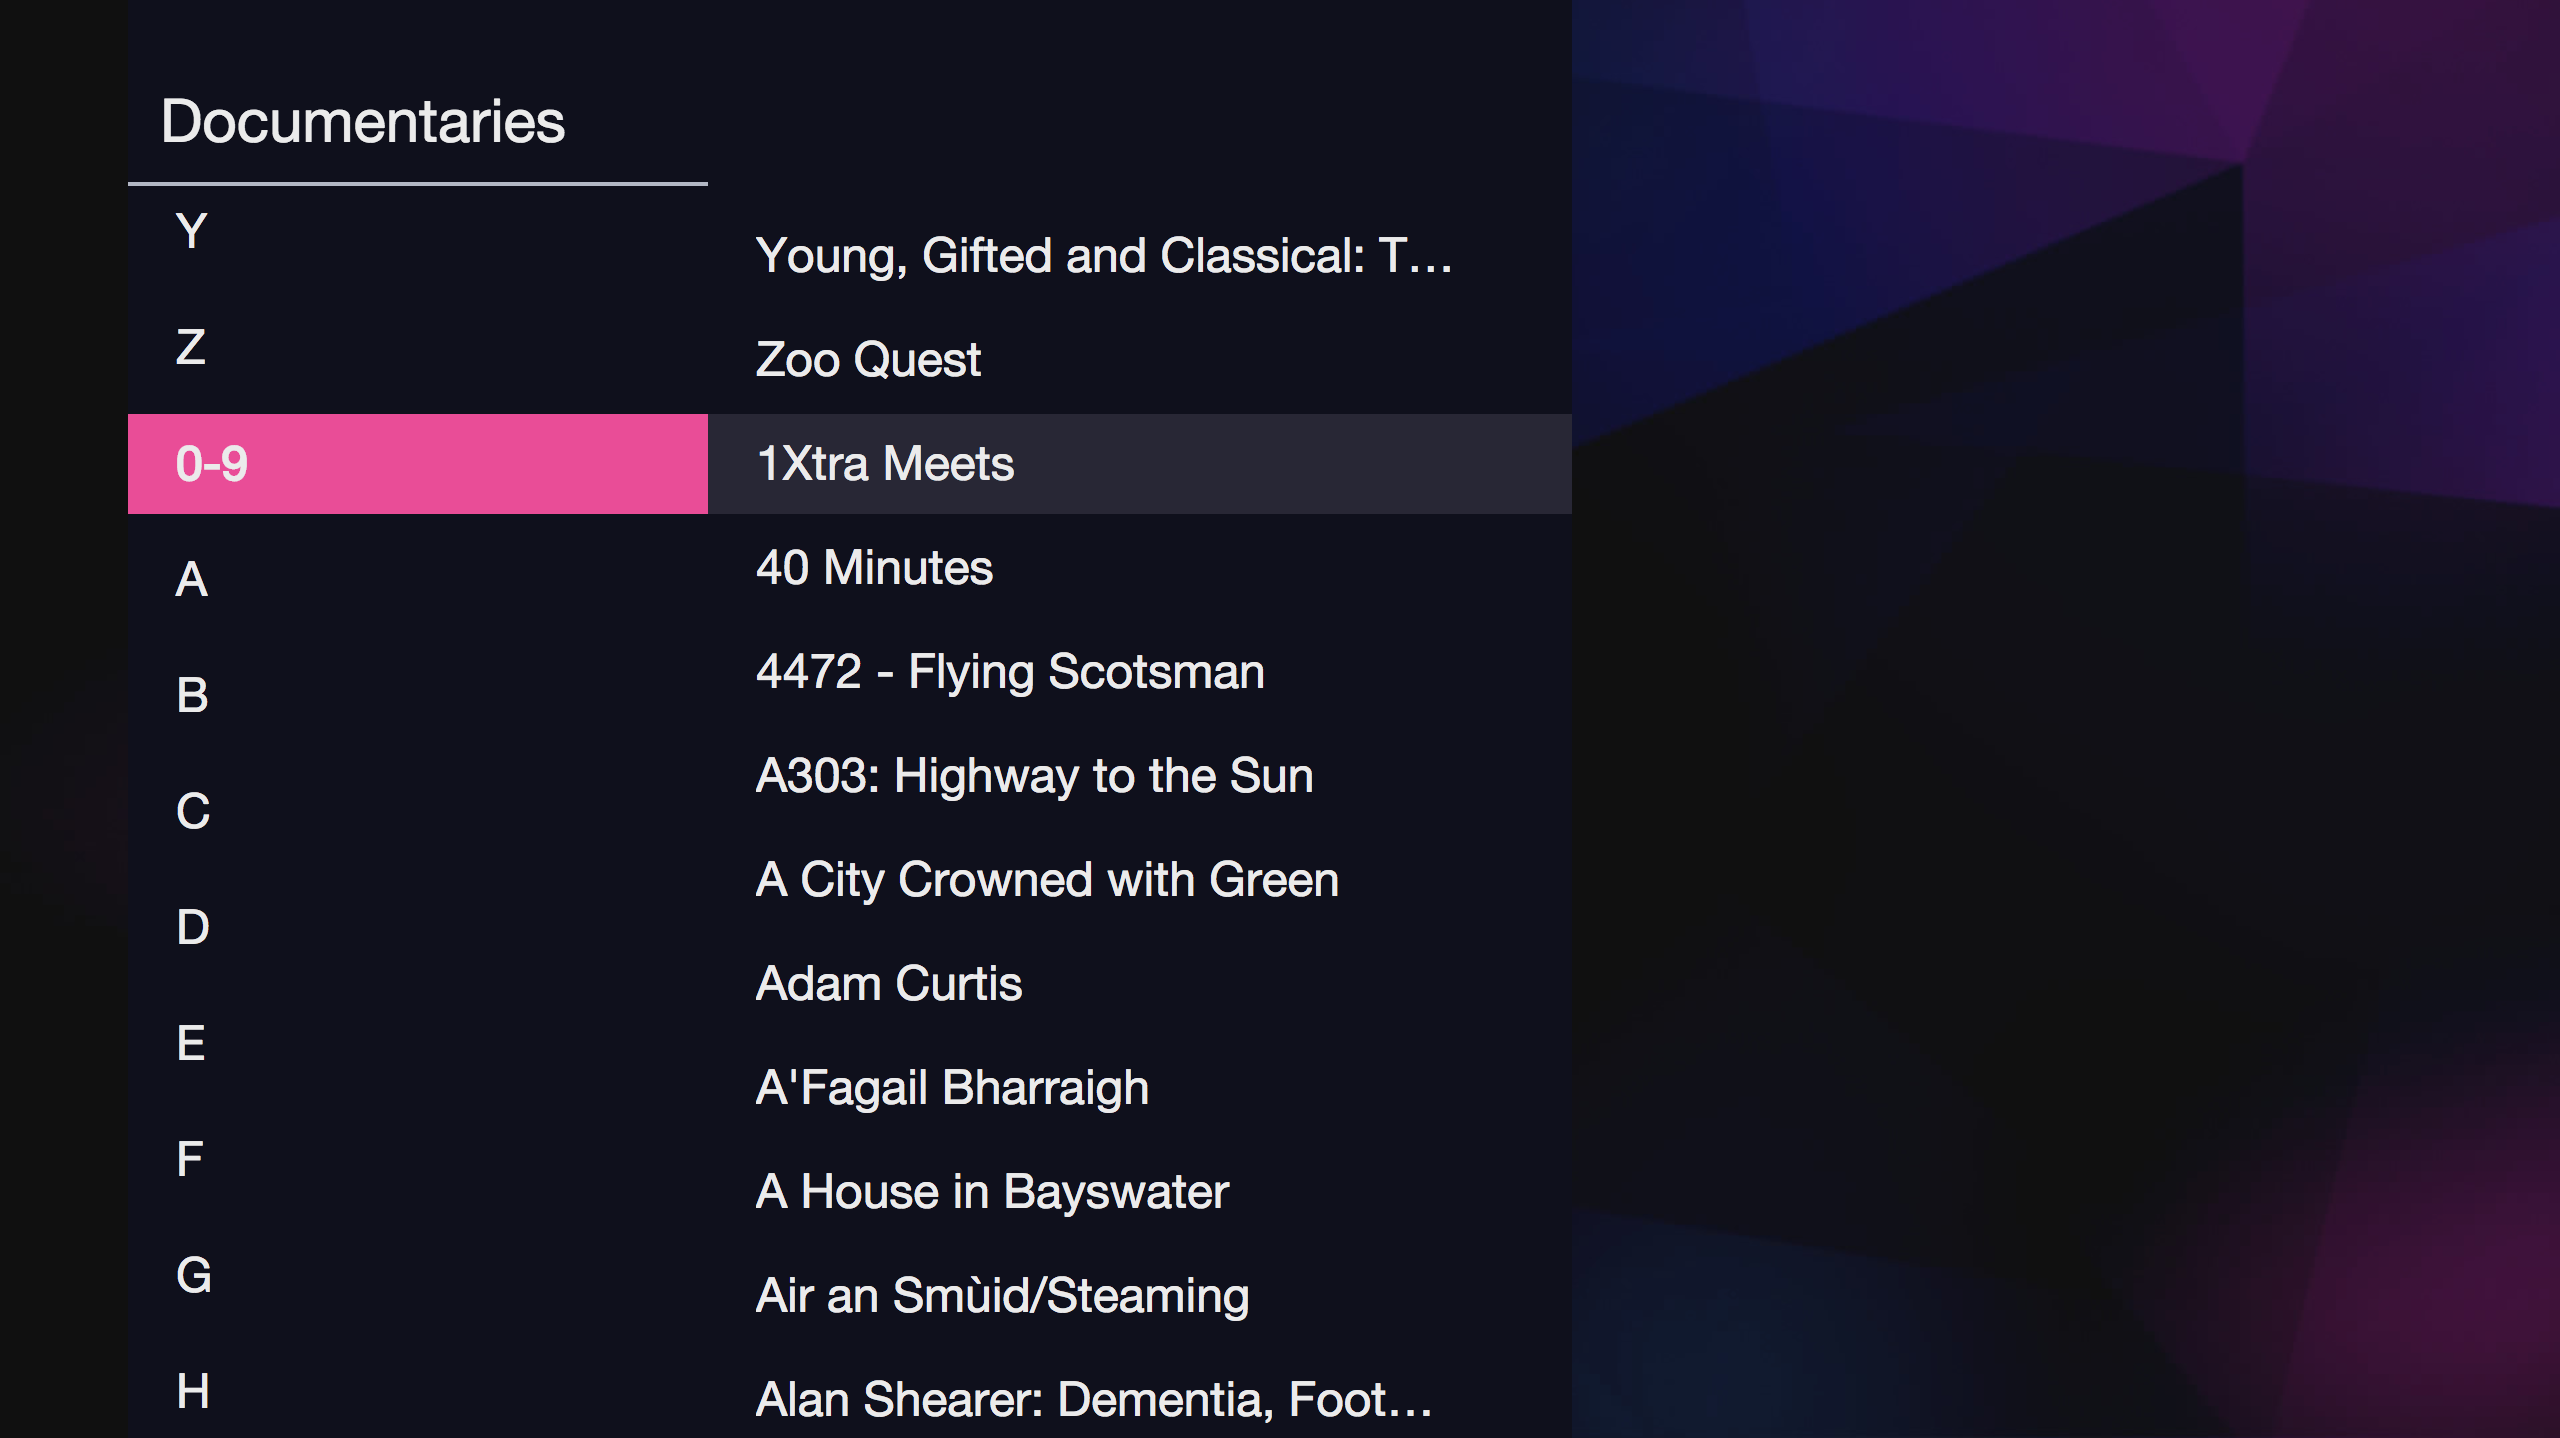 Documentaries
Y
Z
0-9
A
B
C
D
E
F
G
H
Young, Gifted and Classical: T...
Zoo Quest
1Xtra Meets
40 Minutes
4472 - Flying Scotsman
A303: Highway to the Sun
A City Crowned with Green
Adam Curtis
A'Fagail Bharraigh
A House in Bayswater
Air an Smùid/Steaming
Alan Shearer: Dementia, Foot...